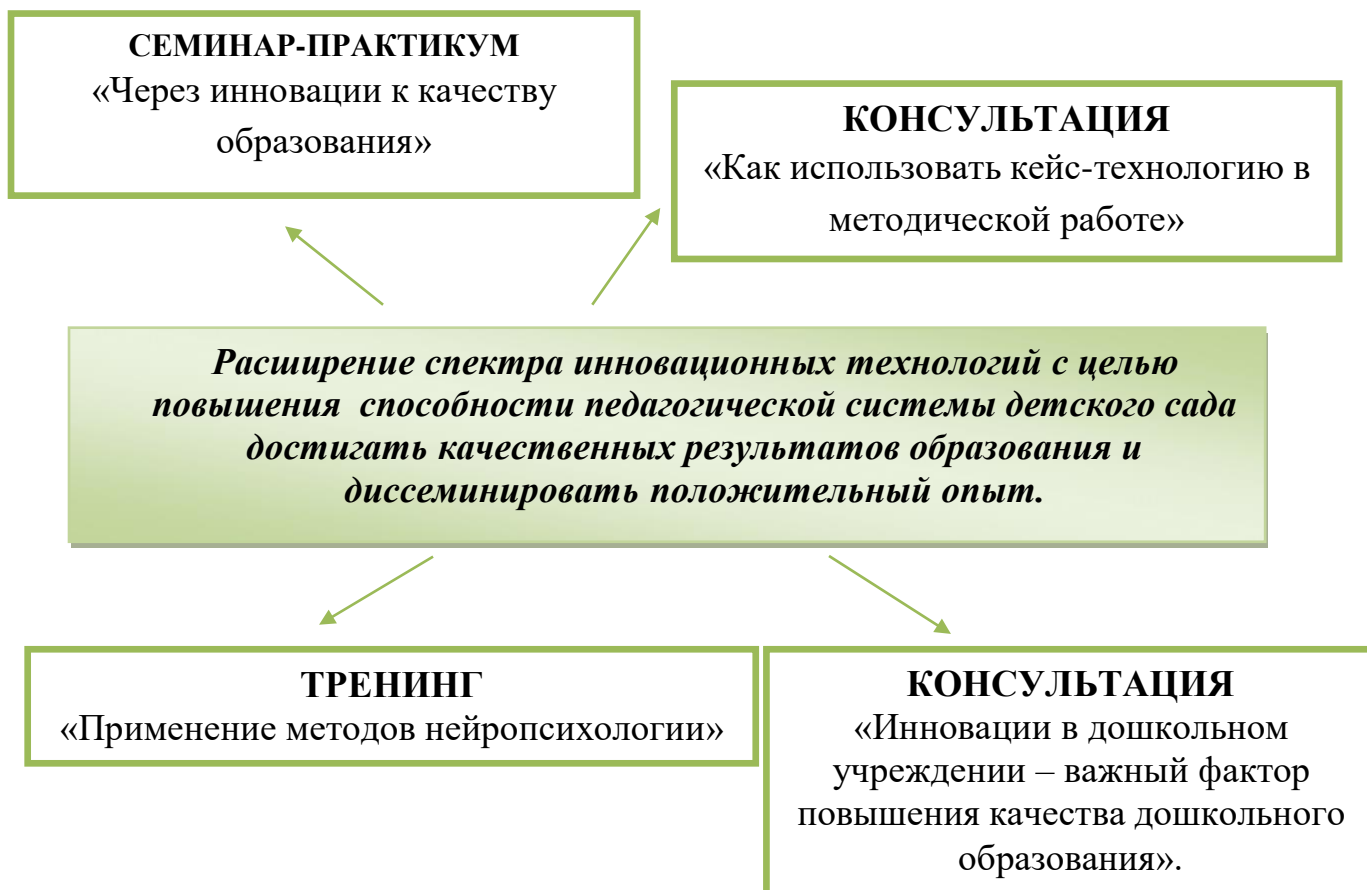 СЕМИНАР-ПРАКТИКУМ
«Через инновации к качеству
образования»
КОНСУЛЬТАЦИЯ
«Как использовать кейс-технологию в
методической работе»
Расширение спектра инновационных технологий с целью
повышения способности педагогической системы детского сада
достигать качественных результатов образования и
диссеминировать положительный опыт.
ТРЕНИНГ
«Применение методов нейропсихологии»
КОНСУЛЬТАЦИЯ
«Инновации в дошкольном
учреждении – важный фактор
повышения качества дошкольного
образования».